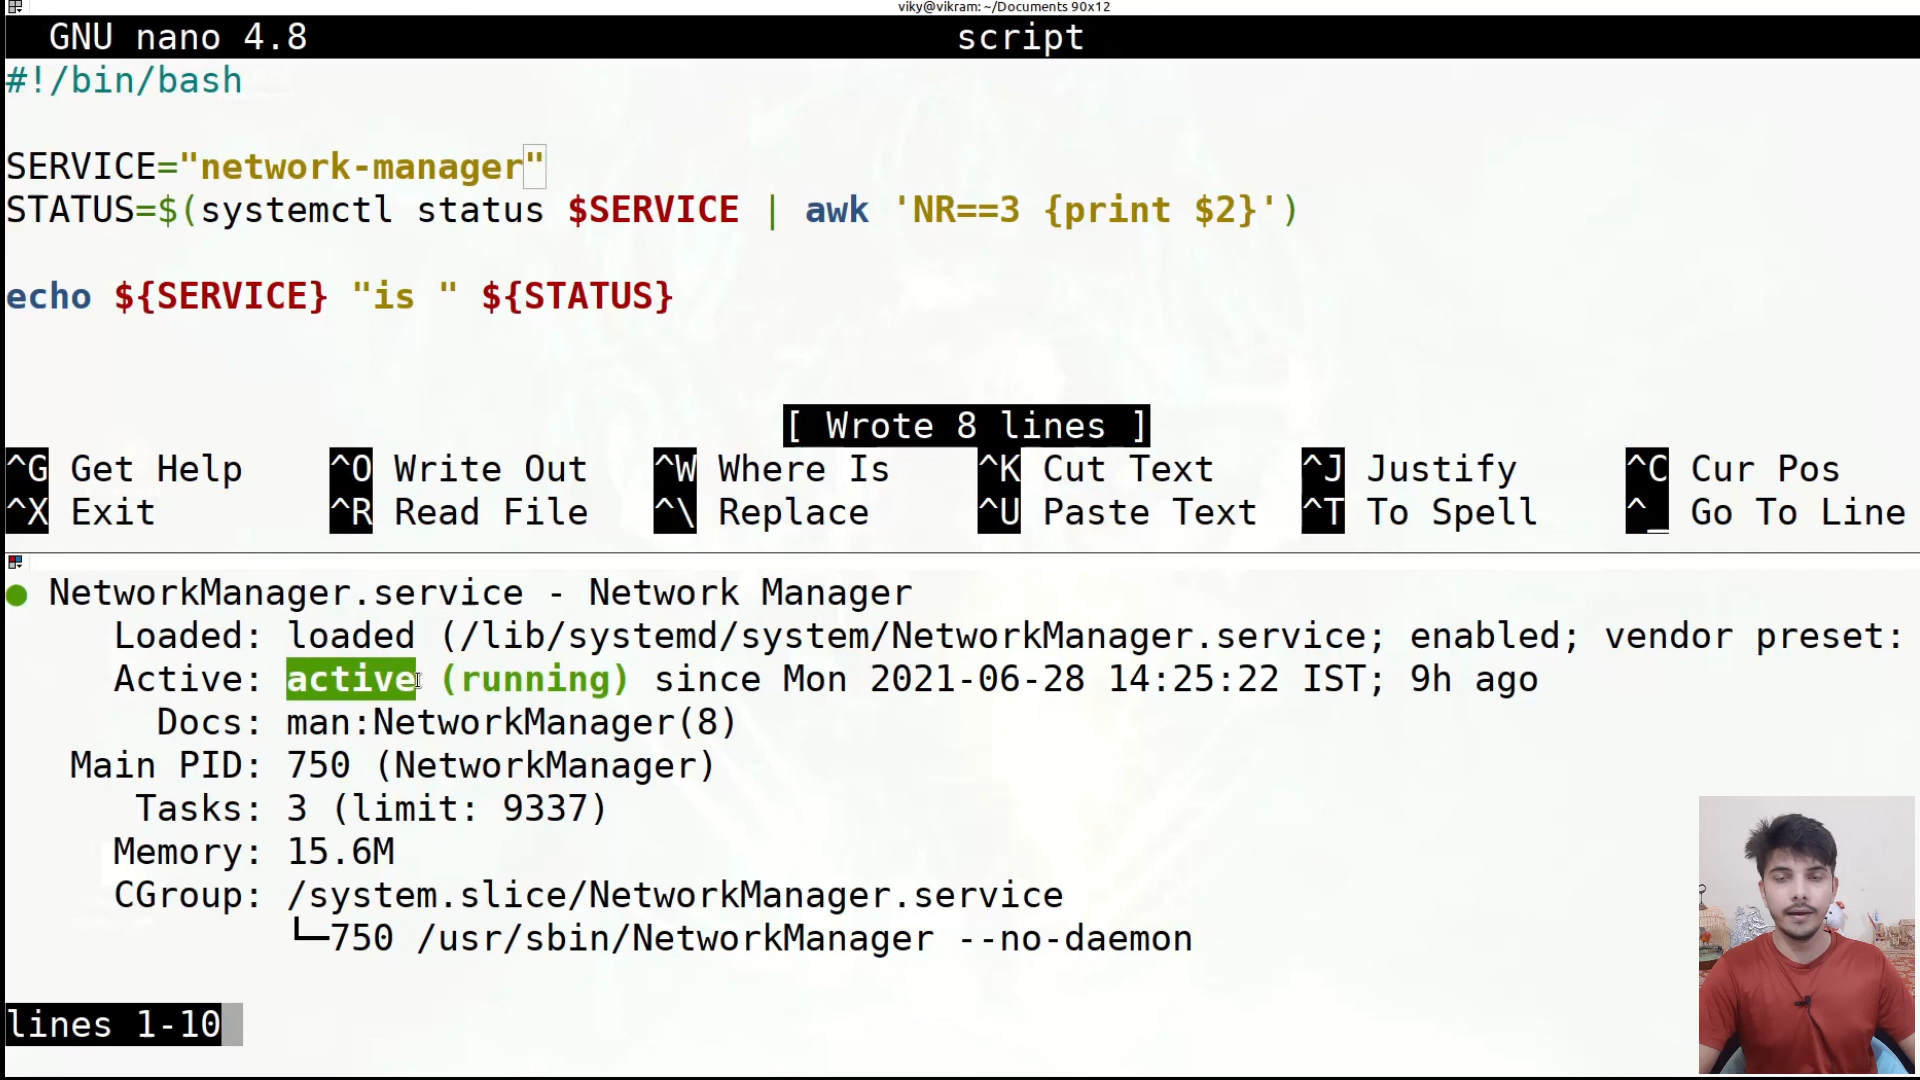 viky@vikram: ~/Documents 90x12
GNU nano 4.8 script
#!/bin/bash
SERVICE="network-manager"
STATUS=$(systemctl status $SERVICE | awk 'NR==3 {print $2}')
echo ${SERVICE} "is " ${STATUS}
[ Wrote 8 lines ]
^G Get Help ^O Write Out ^W Where Is ^K Cut Text ^J Justify ^C Cur Pos
^X Exit ^R Read File ^\ Replace ^U Paste Text ^T To Spell ^_ Go To Line
● NetworkManager.service - Network Manager
Loaded: loaded (/lib/systemd/system/NetworkManager.service; enabled; vendor preset:
Active: active (running) since Mon 2021-06-28 14:25:22 IST; 9h ago
Docs: man:NetworkManager(8)
Main PID: 750 (NetworkManager)
Tasks: 3 (limit: 9337)
Memory: 15.6M
CGroup: /system.slice/NetworkManager.service
└─750 /usr/sbin/NetworkManager --no-daemon
lines 1-10